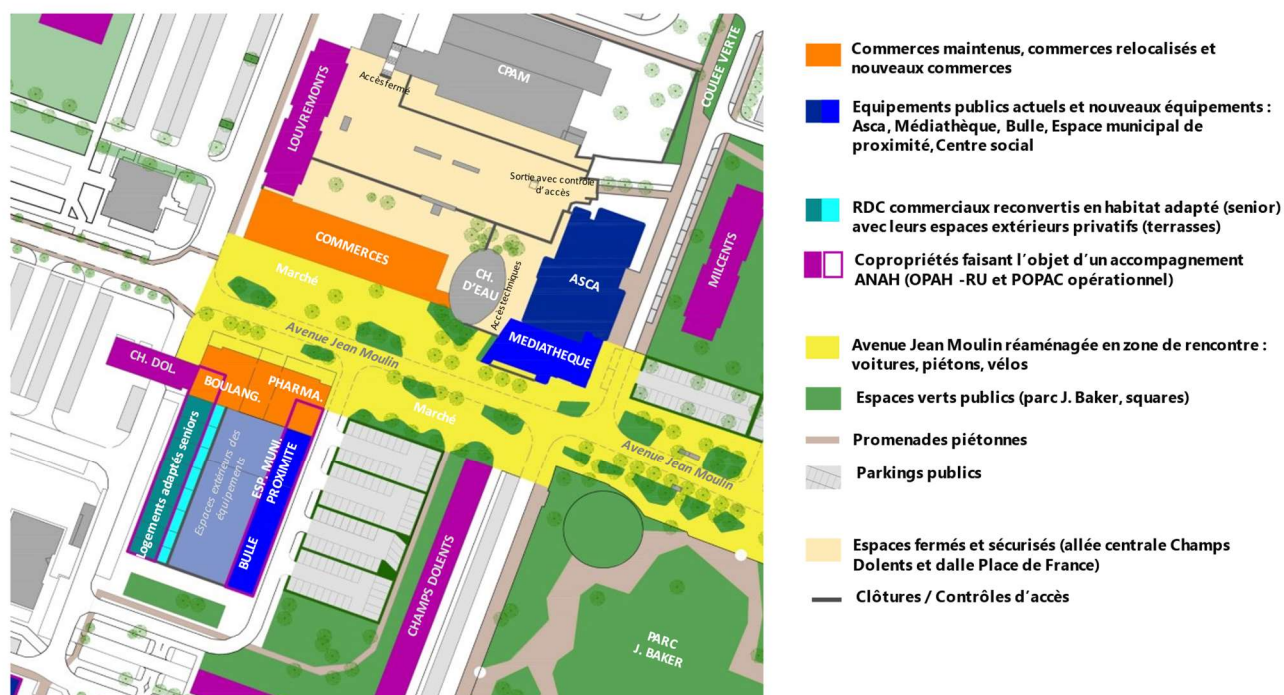 CPAM
COULEE VERTE
Accès fermé
LOUVREMONTS
Sortie avec contrôle
d'accès
MILCENTS
COMMERCES
CH.
D'EAU
ASCA
Accès techniques
Marché
MEDIATHEQUE
Avenue Jean Moulin
CH. DOL.
BOULANG.
PHARMA.
Marché
Avenue Jean Moulin
Logements adaptés seniors
Espaces extérieurs des
équipements
ESP. MUNI.
PROXIMITE
BULLE
CHAMPS DOLENTS
PARC
J. BAKER
Commerces maintenus, commerces relocalisés et
nouveaux commerces
Equipements publics actuels et nouveaux équipements :
Asca, Médiathèque, Bulle, Espace municipal de
proximité, Centre social
RDC commerciaux reconvertis en habitat adapté (senior)
avec leurs espaces extérieurs privatifs (terrasses)
Copropriétés faisant l'objet d'un accompagnement
ANAH (OPAH -RU et POPAC opérationnel)
Avenue Jean Moulin réaménagée en zone de rencontre :
voitures, piétons, vélos
Espaces verts publics (parc J. Baker, squares)
Promenades piétonnes
Parkings publics
Espaces fermés et sécurisés (allée centrale Champs
Dolents et dalle Place de France)
Clôtures / Contrôles d'accès